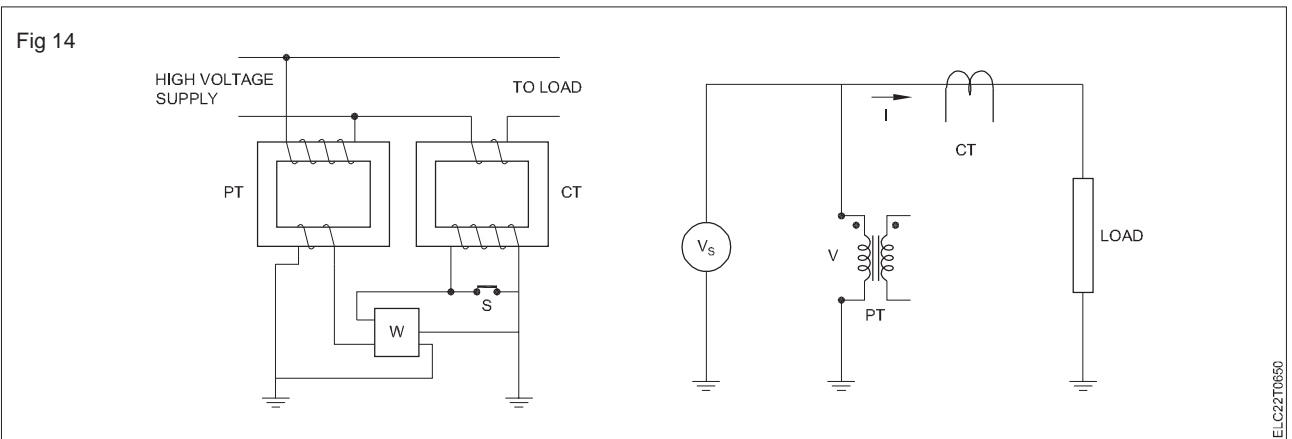 Fig 14
HIGH VOLTAGE
SUPPLY
TO LOAD
PT
CT
S
W
I
CT
VS
V
PT
LOAD
ELC22T0650